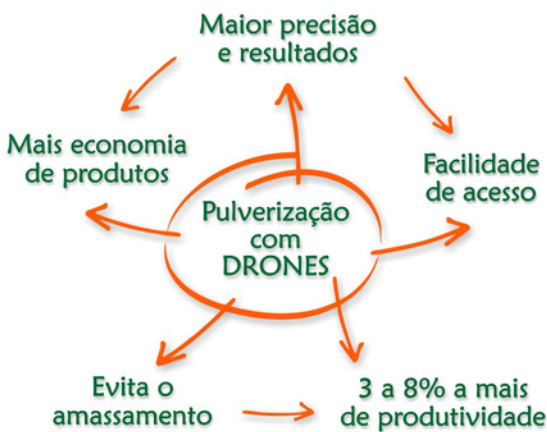 Maior precisão
e resultados
Mais economia
de produtos
Facilidade
de acesso
Pulverização
com
DRONES
Evita o
amassamento
3 a 8% a mais
de produtividade